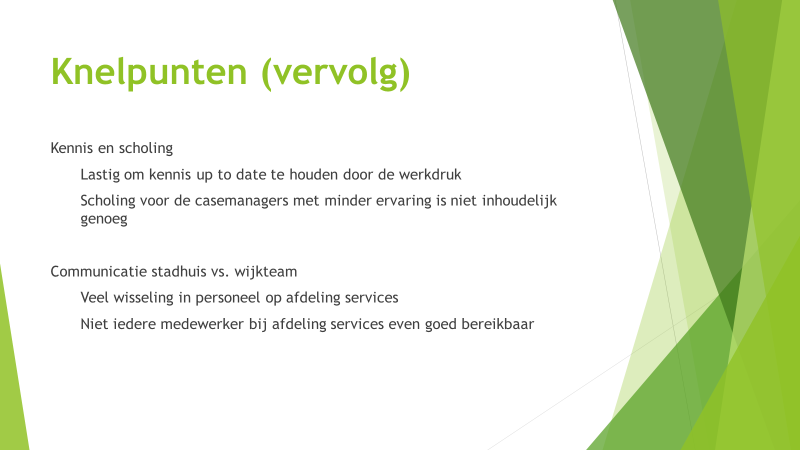 Knelpunten (vervolg)
Kennis en scholing
Lastig om kennis up to date te houden door de werkdruk
Scholing voor de casemanagers met minder ervaring is niet inhoudelijk
genoeg
Communicatie stadhuis vs. wijkteam
Veel wisseling in personeel op afdeling services
Niet iedere medewerker bij afdeling services even goed bereikbaar